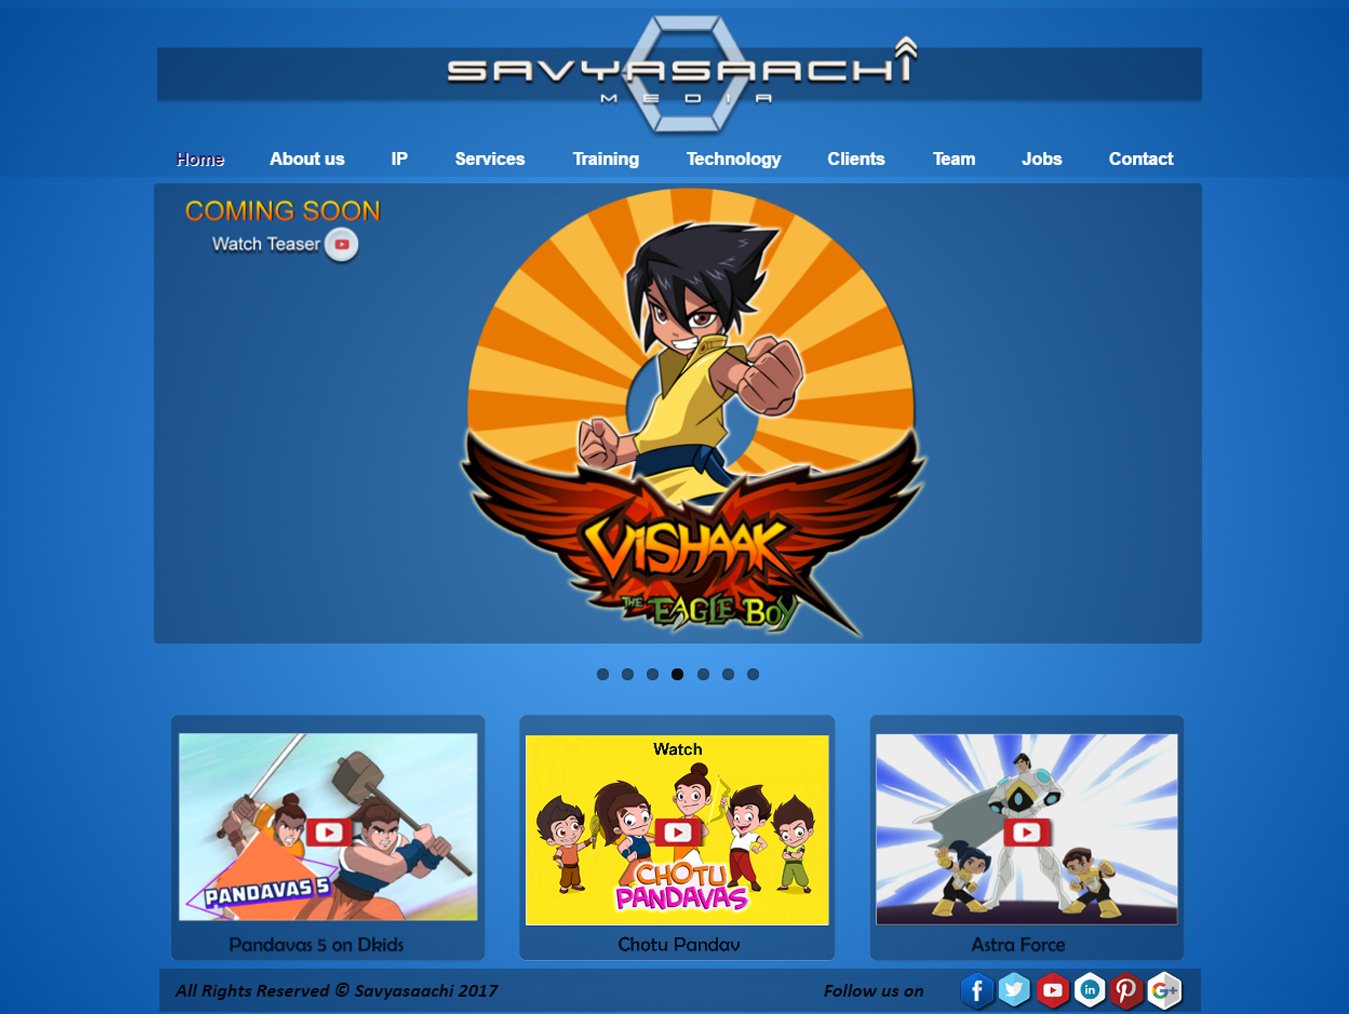 SAVYASAACHI
MEDIA
Home About us IP Services Training Technology Clients Team Jobs Contact
COMING SOON
Watch Teaser
VISHAAK
THE EAGLE BOY
PANDAVAS 5
Pandavas 5 on Dkids
Watch
CHOTU
PANDAVAS
Chotu Pandav
Astra Force
All Rights Reserved © Savyasaachi 2017
Follow us on